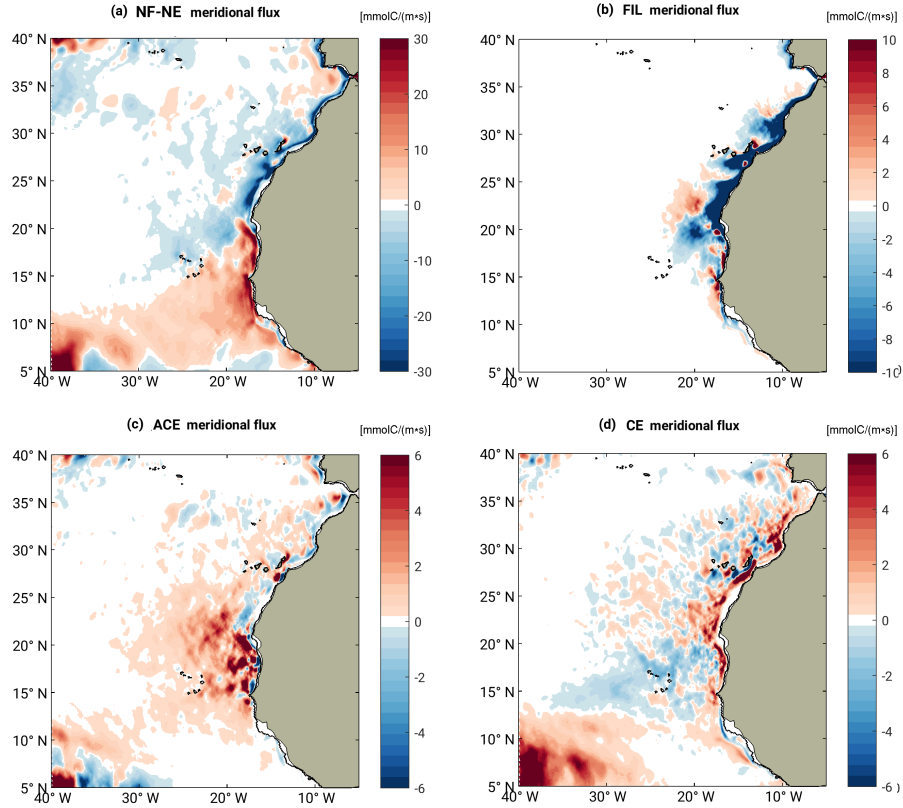 (a) NF-NE meridional flux
[mmolC/(m*s)]
40° N
35° N
30° N
25° N
20° N
15° N
10° N
5° N
40° W
30° W
20° W
10° W
30
20
10
0
-10
-20
-30
(b) FIL meridional flux
[mmolC/(m*s)]
40° N
35° N
30° N
25° N
20° N
15° N
10° N
5° N
40° W
30° W
20° W
10° W
10
8
6
4
2
0
-2
-4
-6
-8
-10
(c) ACE meridional flux
[mmolC/(m*s)]
40° N
35° N
30° N
25° N
20° N
15° N
10° N
5° N
40° W
30° W
20° W
10° W
6
4
2
0
-2
-4
-6
(d) CE meridional flux
[mmolC/(m*s)]
40° N
35° N
30° N
25° N
20° N
15° N
10° N
5° N
40° W
30° W
20° W
10° W
6
4
2
0
-2
-4
-6 )